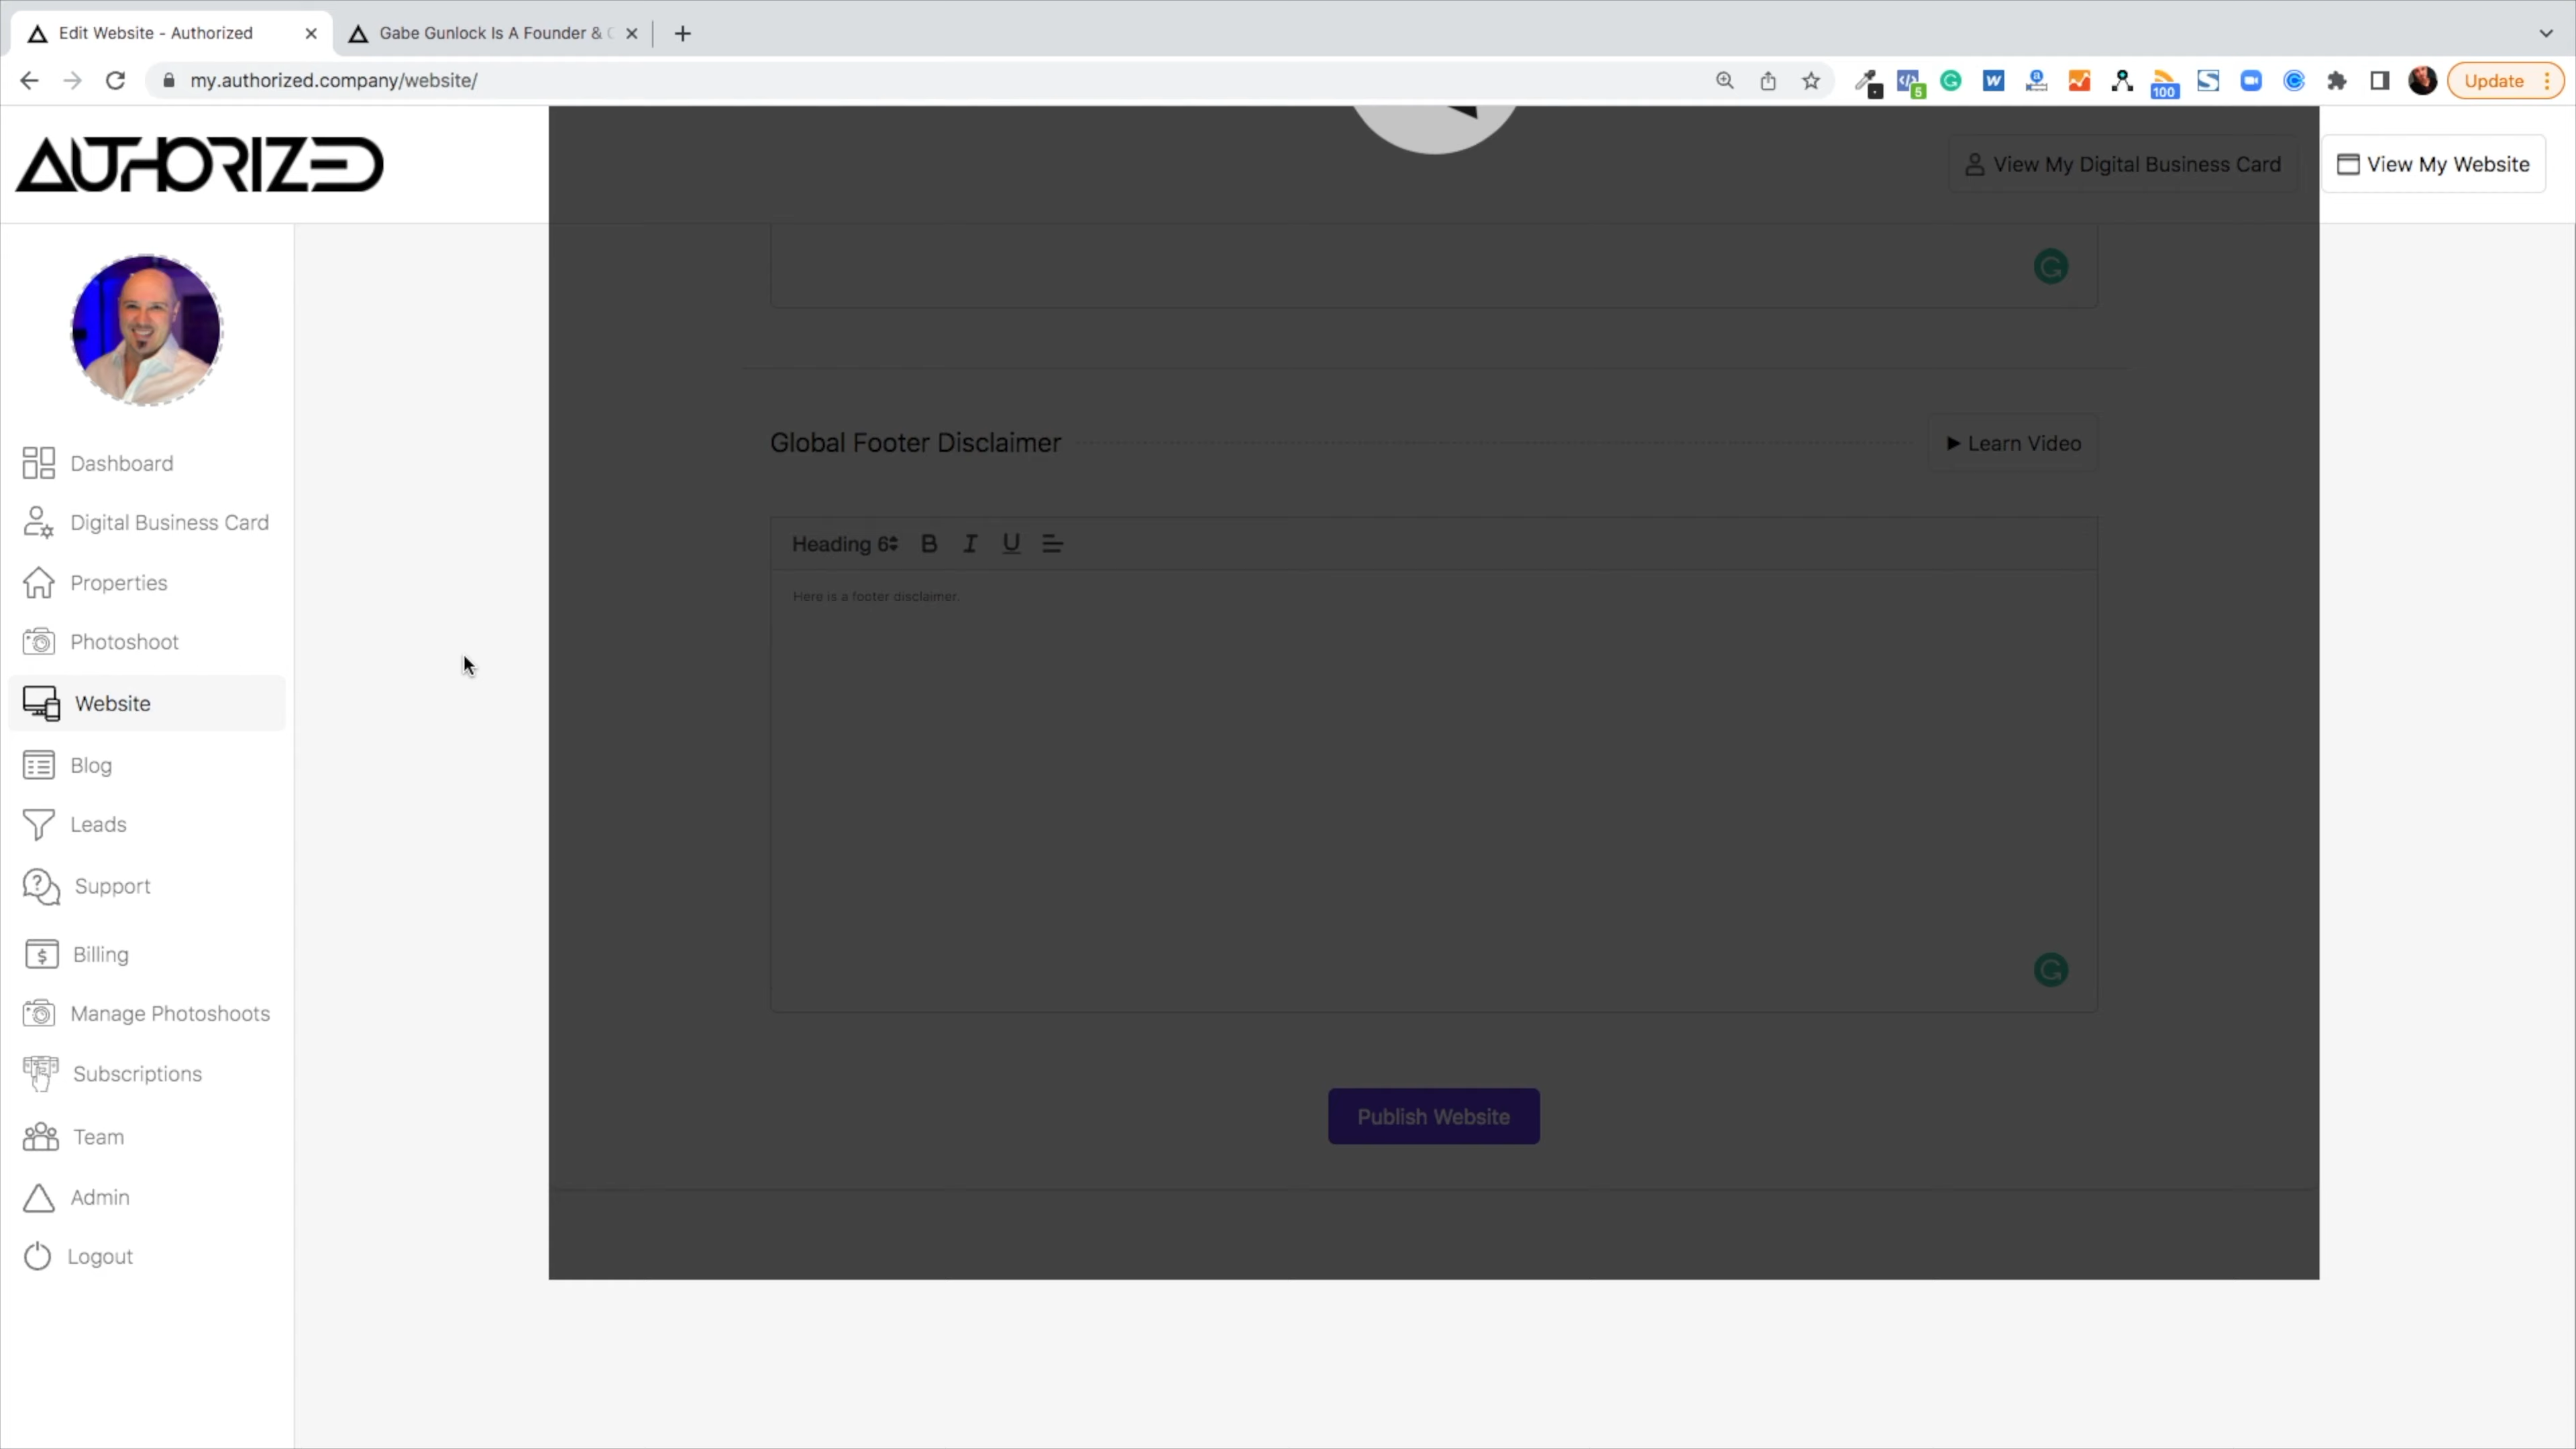 Edit Website - Authorized
Gabe Gunlock Is A Founder &
my.authorized.company/website/
5
100
Update
AUTHORIZED
View My Digital Business Card
View My Website
Dashboard
Digital Business Card
Properties
Photoshoot
Website
Blog
Leads
Support
Billing
Manage Photoshoots
Subscriptions
Team
Admin
Logout
Global Footer Disclaimer
Learn Video
Heading 6
B I U
Here is a footer disclaimer.
Publish Website